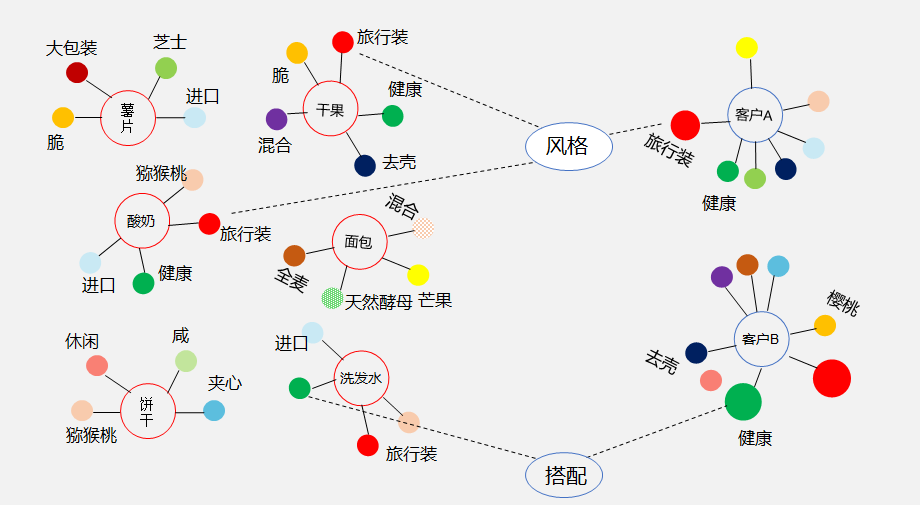 大包装
芝士
进口
薯
片
脆
旅行装
脆
健康
干果
混合
去壳
风格
客户A
旅行装
健康
猕猴桃
酸奶
旅行装
进口
健康
混合
面包
全麦
天然酵母
芒果
樱桃
客户B
去壳
健康
休闲
咸
夹心
饼
干
猕猴桃
进口
洗发水
旅行装
搭配